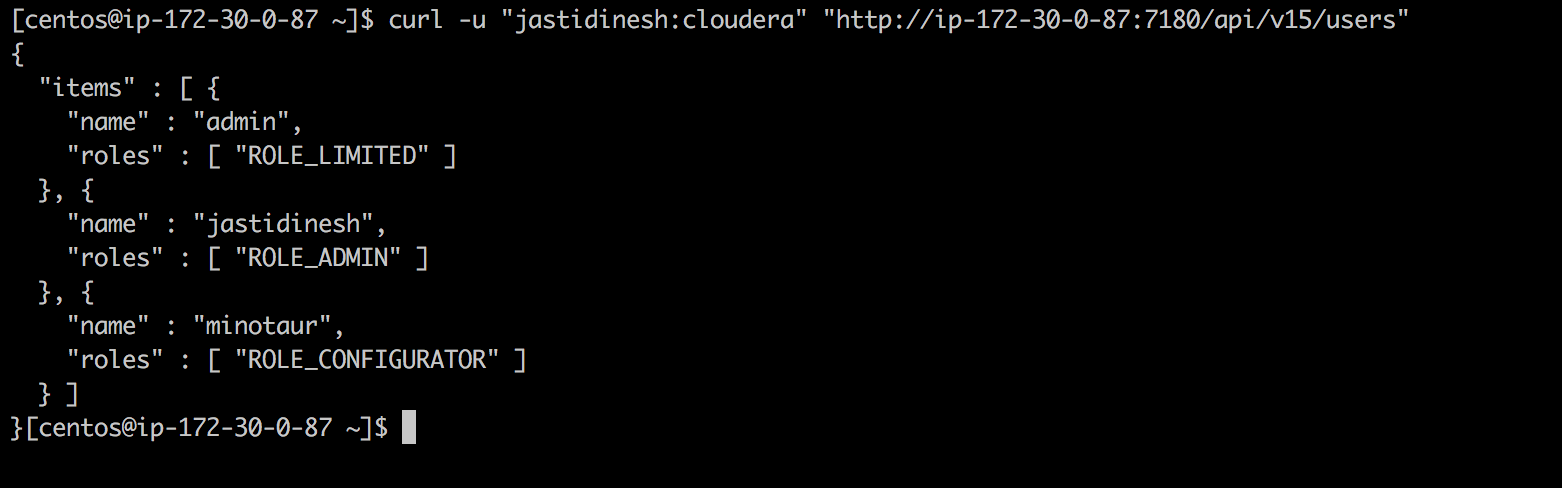 [centos@ip-172-30-0-87 ~]$ curl -u "jastidinesh:cloudera" "http://ip-172-30-0-87:7180/api/v15/users"
{
  "items" : [ {
    "name" : "admin",
    "roles" : [ "ROLE_LIMITED" ]
  }, {
    "name" : "jastidinesh",
    "roles" : [ "ROLE_ADMIN" ]
  }, {
    "name" : "minotaur",
    "roles" : [ "ROLE_CONFIGURATOR" ]
  } ]
}[centos@ip-172-30-0-87 ~]$